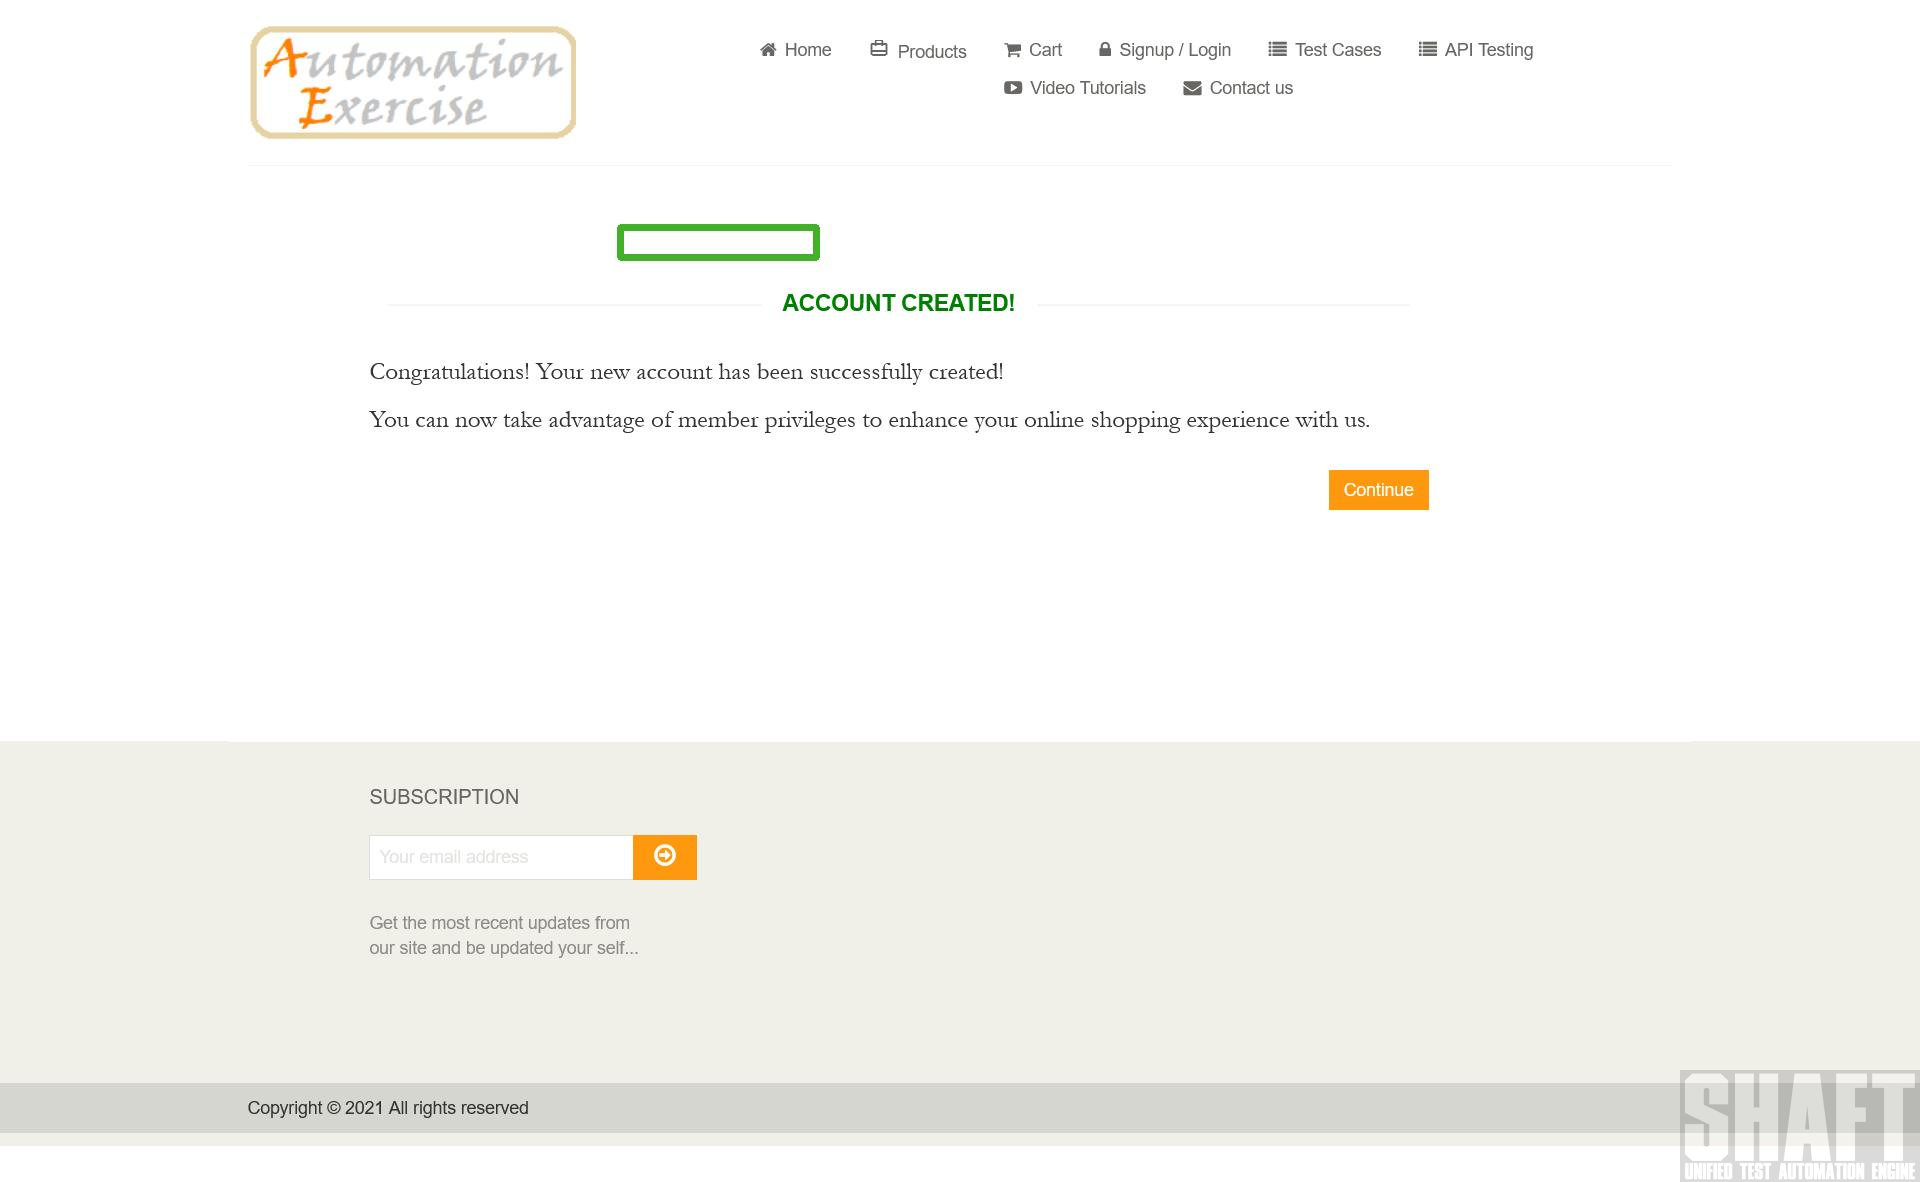 Automation
Exercise
Home
Products
Cart
Signup / Login
Test Cases
API Testing
Video Tutorials
Contact us
ACCOUNT CREATED!
Congratulations! Your new account has been successfully created!
You can now take advantage of member privileges to enhance your online shopping experience with us.
Continue
SUBSCRIPTION
Your email address
Get the most recent updates from
our site and be updated your self...
Copyright © 2021 All rights reserved
SHAFT
UNIFIED TEST AUTOMATION ENGINE